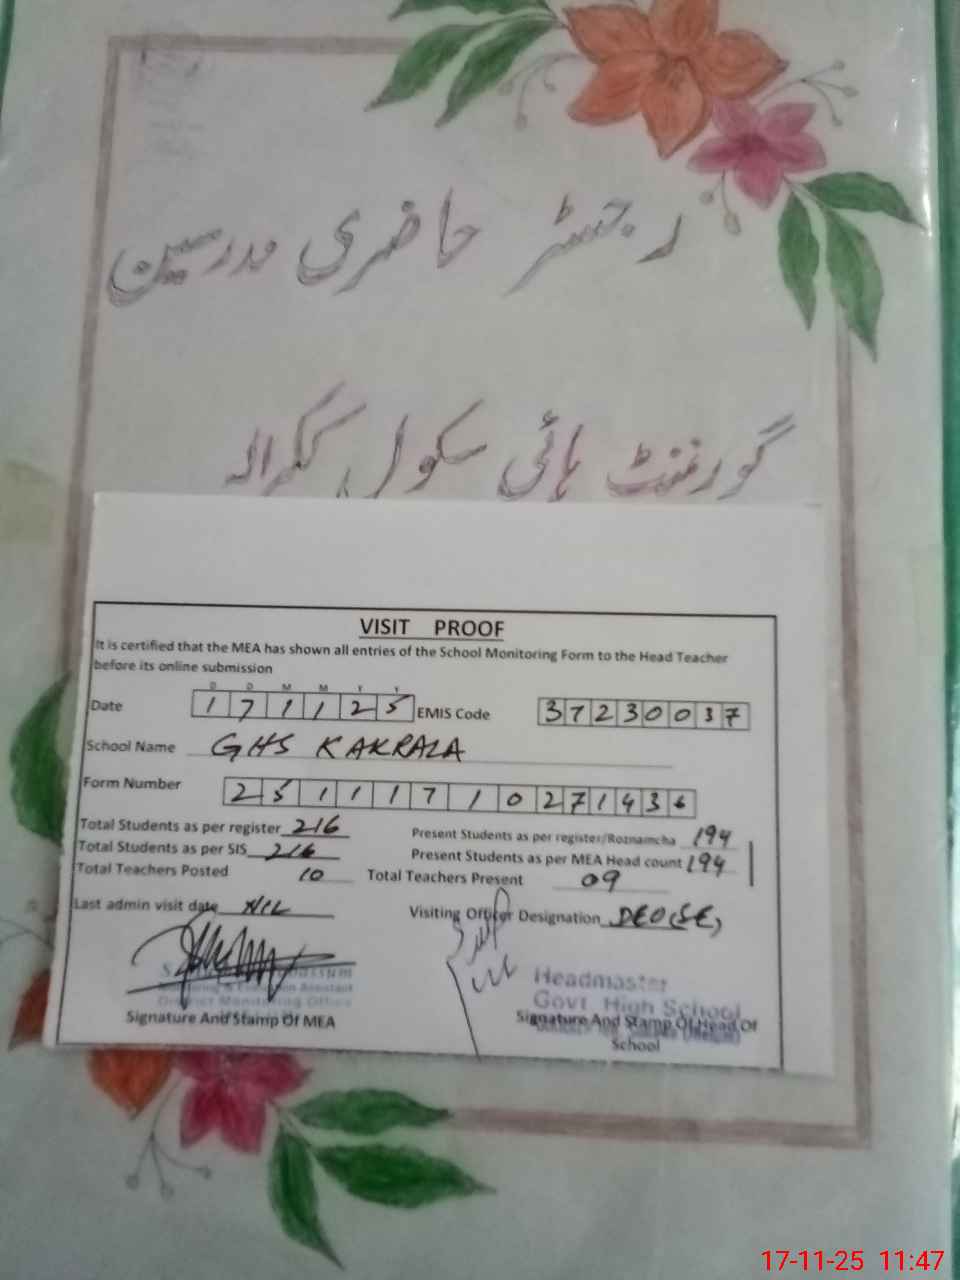 رجسٹر حاضری مدرسین
گورنمنٹ ہائی سکول ککرالہ
VISIT PROOF
It is certified that the MEA has shown all entries of the School Monitoring Form to the Head Teacher
before its online submission
D D M M Y Y
Date 1 7 1 1 2 5 EMIS Code 3 7 2 3 0 0 3 7
School Name GHS KAKRALA
Form Number 2 5 1 1 1 7 1 0 2 7 1 4 3 6
Total Students as per register 216 Present Students as per register/Roznamcha 194
Total Students as per SIS 216 Present Students as per MEA Head count 194
Total Teachers Posted 10 Total Teachers Present 09
Last admin visit date NIL Visiting Officer Designation DEO(SE)
Monitoring & Evaluation Assistant
District Monitoring Office
Signature And Stamp Of MEA
Headmaster
Govt. High School
Signature And Stamp Of Head Of
School
17-11-25 11:47